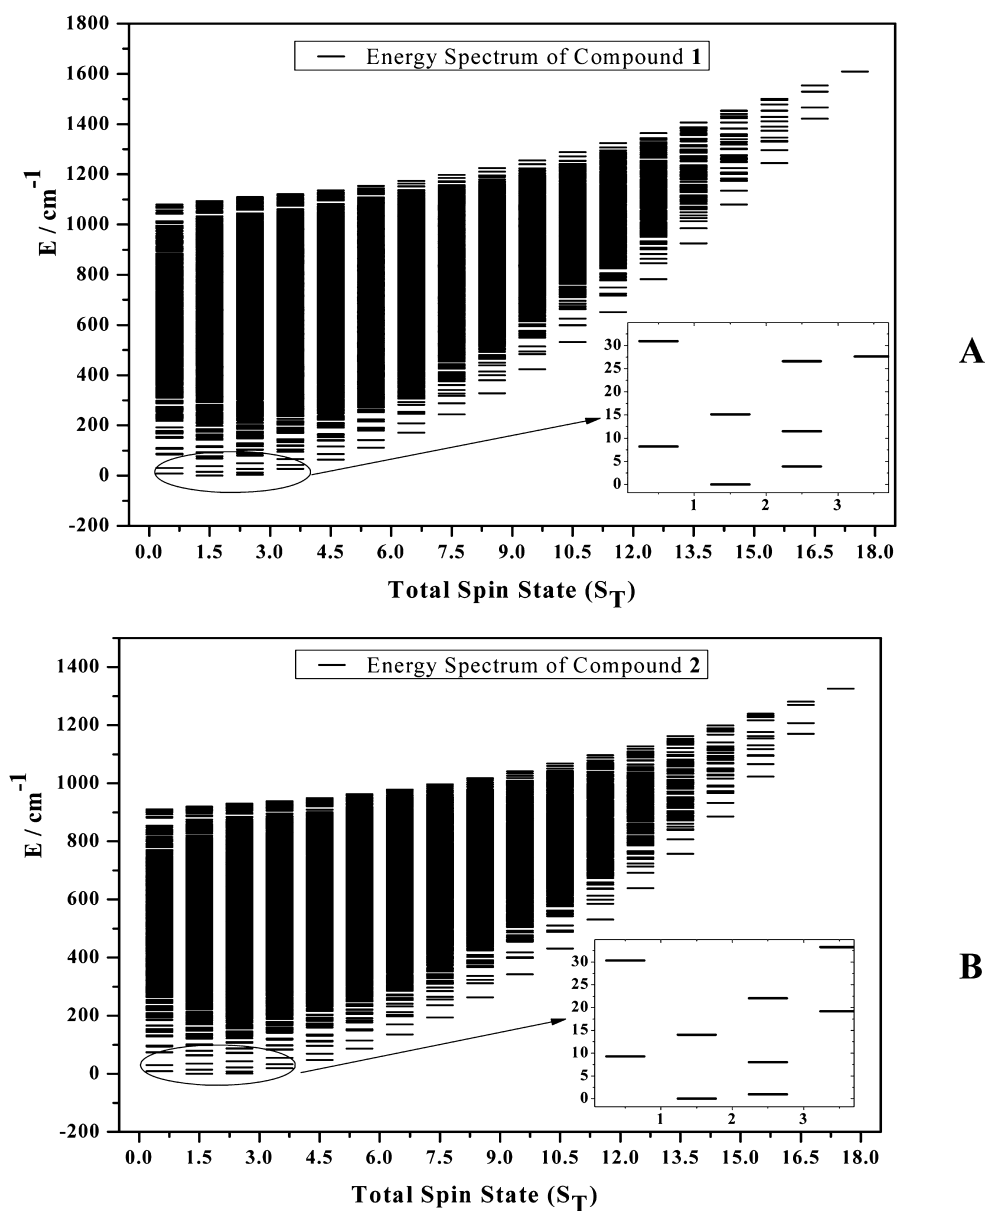 1800
1600
1400
1200
1000
800
600
400
200
0
-200
E / cm-1
Energy Spectrum of Compound 1
30
25
20
15
10
5
0
1 2 3
A
0.0 1.5 3.0 4.5 6.0 7.5 9.0 10.5 12.0 13.5 15.0 16.5 18.0
Total Spin State (ST)
1400
1200
1000
800
600
400
200
0
-200
E / cm-1
Energy Spectrum of Compound 2
30
25
20
15
10
5
0
1 2 3
B
0.0 1.5 3.0 4.5 6.0 7.5 9.0 10.5 12.0 13.5 15.0 16.5 18.0
Total Spin State (ST)